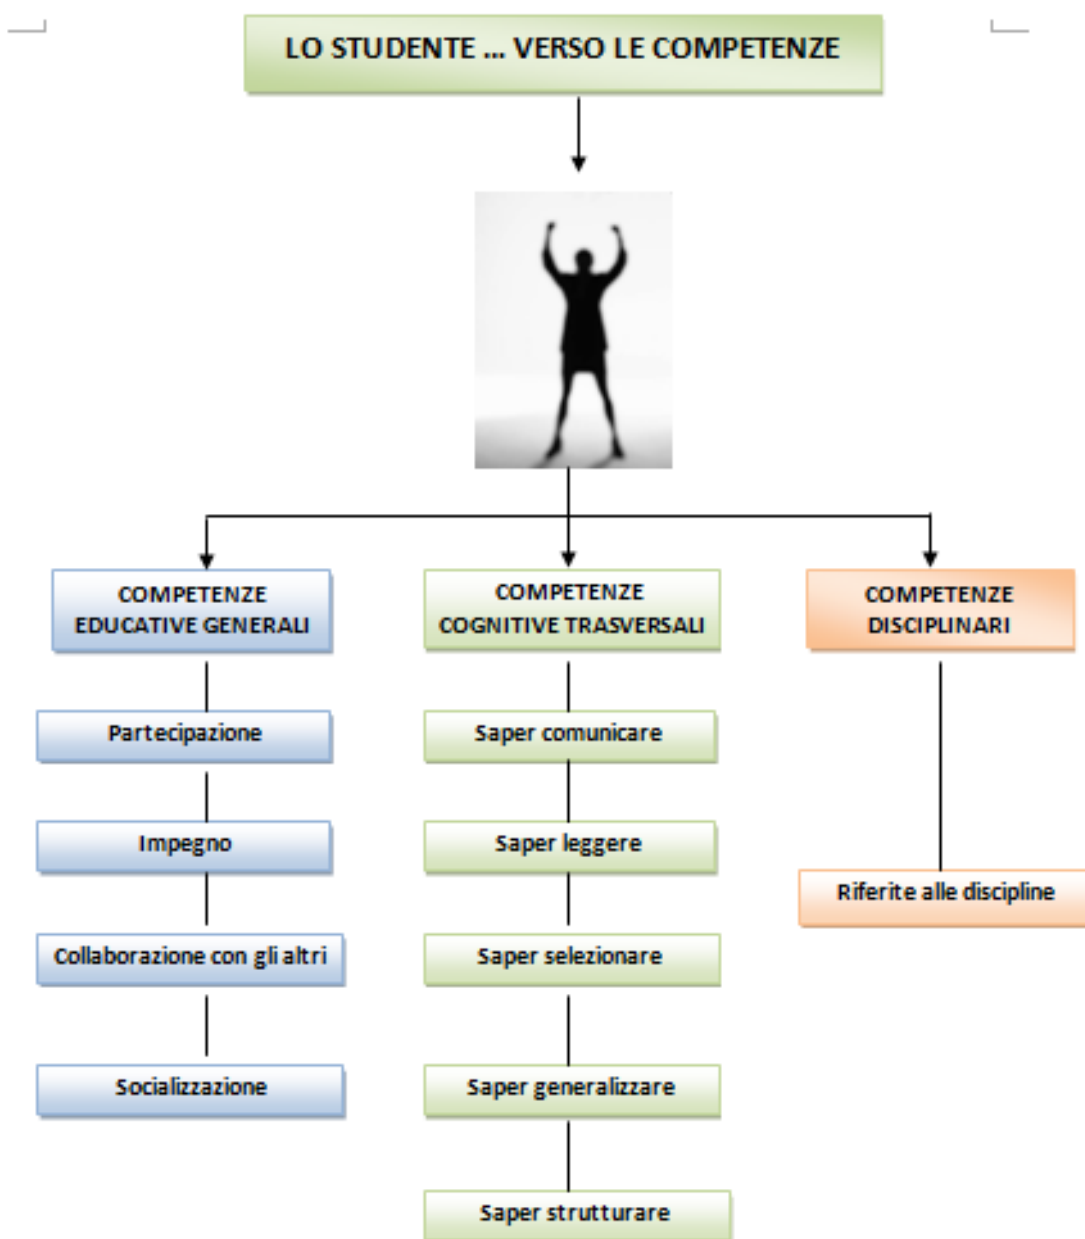 LO STUDENTE ... VERSO LE COMPETENZE
COMPETENZE
EDUCATIVE GENERALI
Partecipazione
Impegno
Collaborazione con gli altri
Socializzazione
COMPETENZE
COGNITIVE TRASVERSALI
Saper comunicare
Saper leggere
Saper selezionare
Saper generalizzare
Saper strutturare
COMPETENZE
DISCIPLINARI
Riferite alle discipline